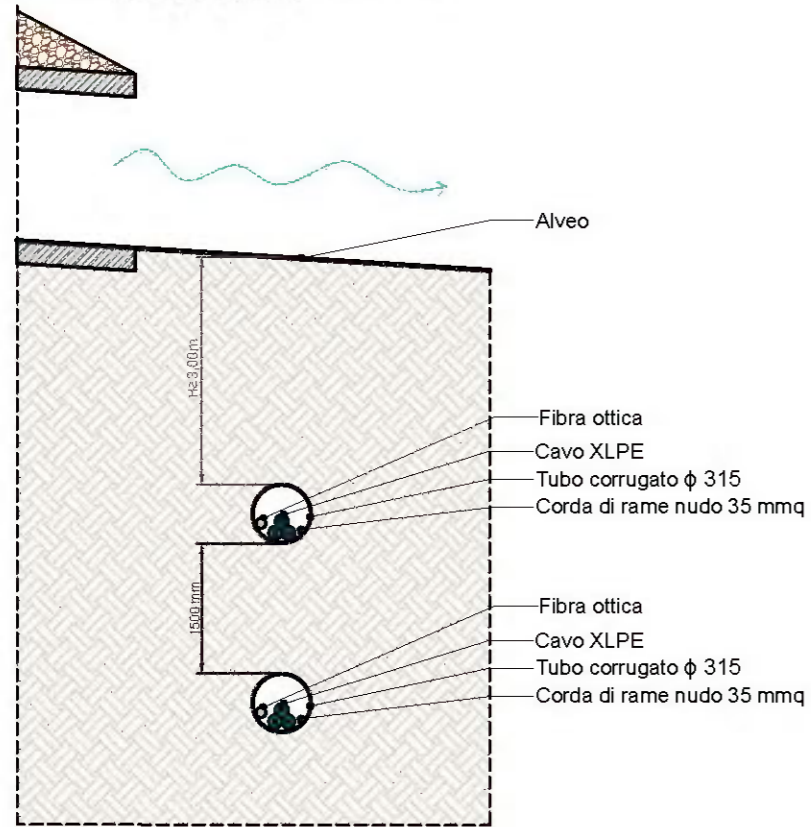 Alveo
H≥3,00m
Fibra ottica
Cavo XLPE
Tubo corrugato ϕ 315
Corda di rame nudo 35 mmq
1500 mm
Fibra ottica
Cavo XLPE
Tubo corrugato ϕ 315
Corda di rame nudo 35 mmq